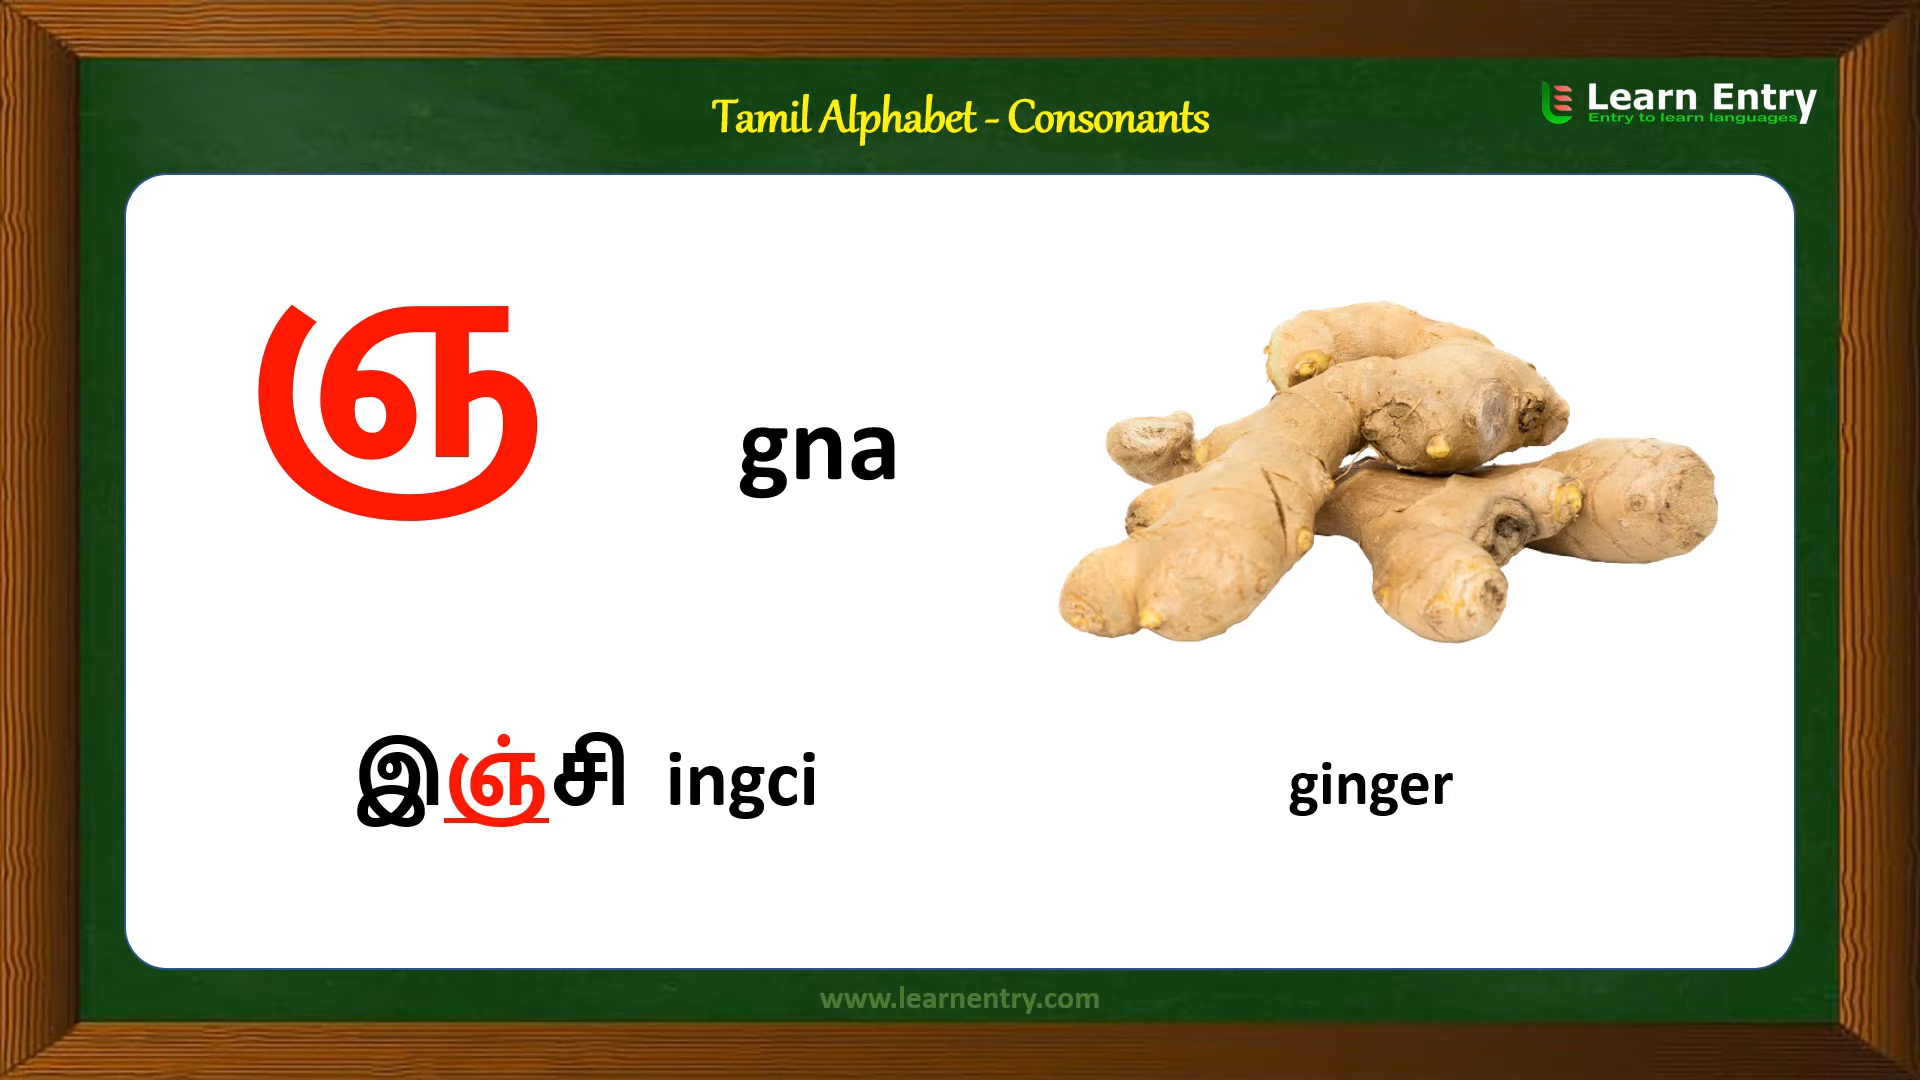 Tamil Alphabet - Consonants
Learn Entry
Entry to learn languages
ஞ
gna
இஞ்சி ingci
ginger
www.learnentry.com